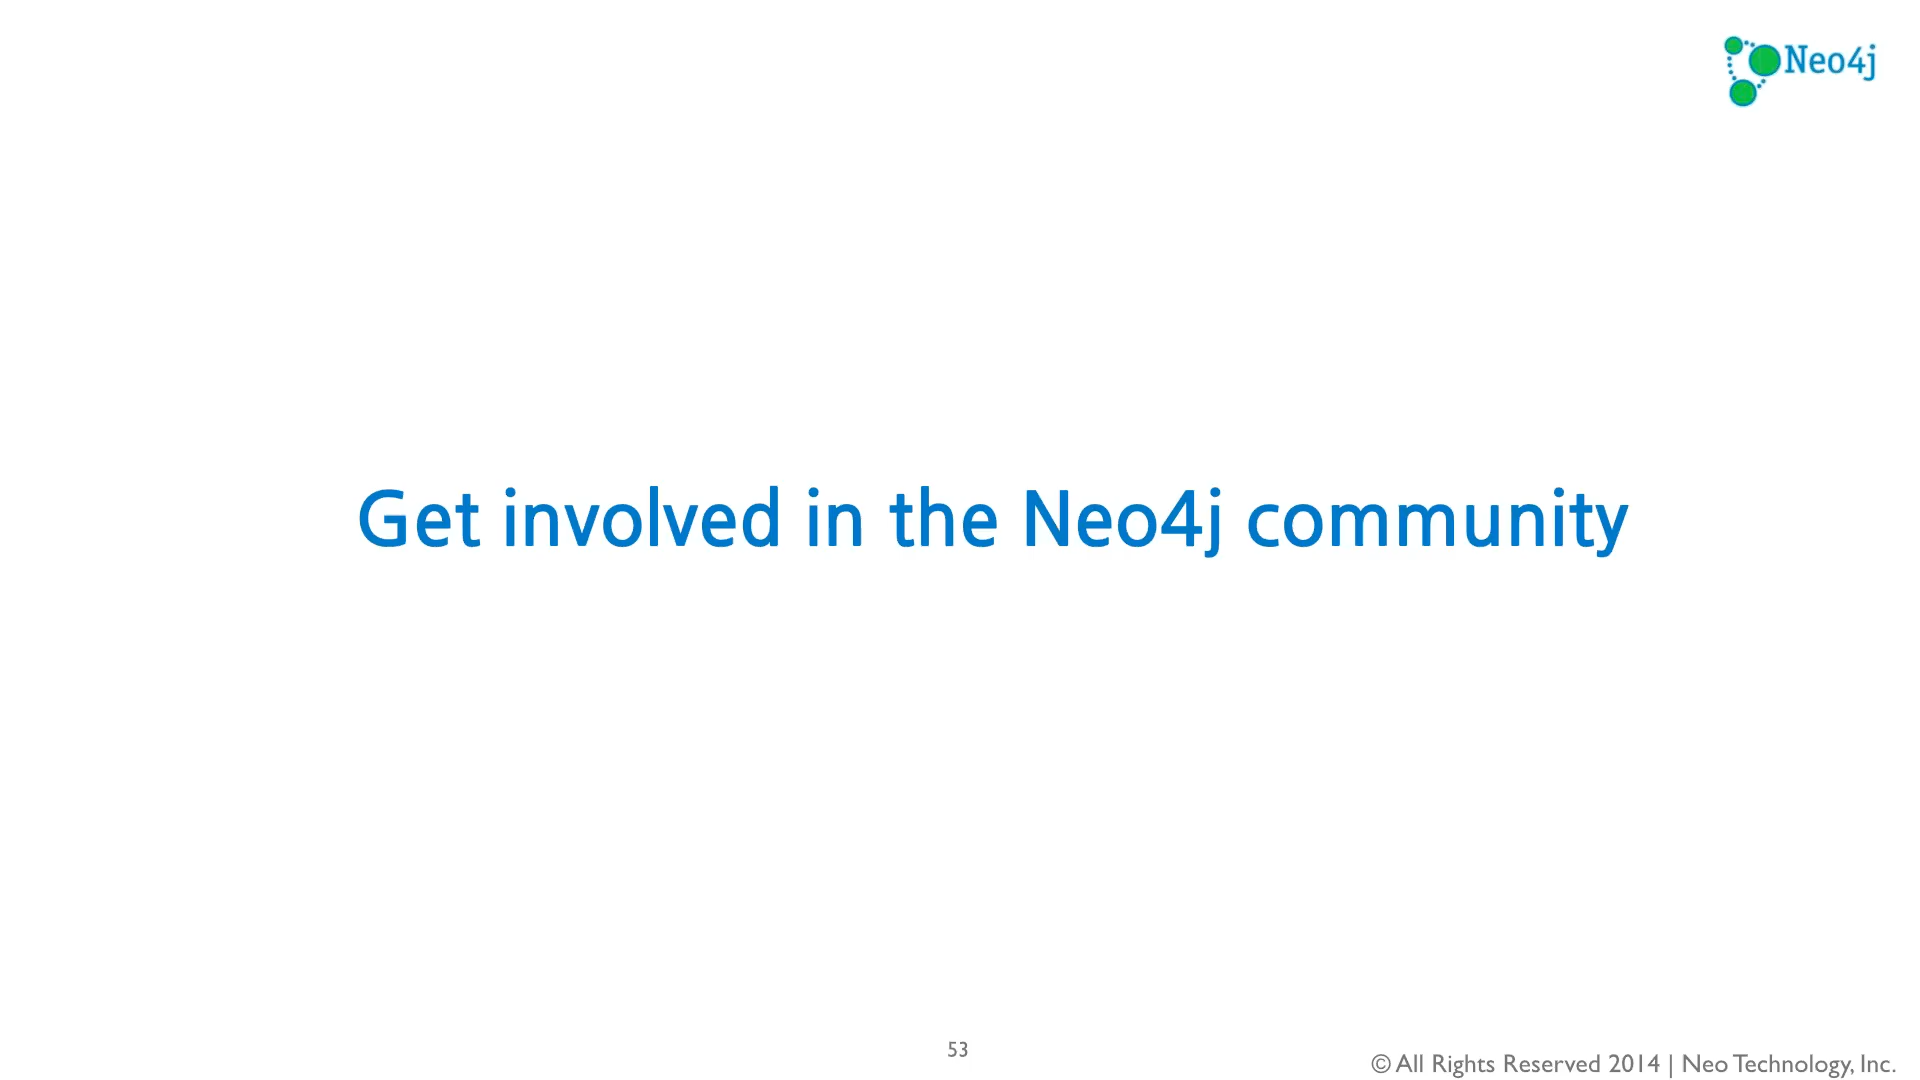 Neo4j
Get involved in the Neo4j community
53
© All Rights Reserved 2014 | Neo Technology, Inc.